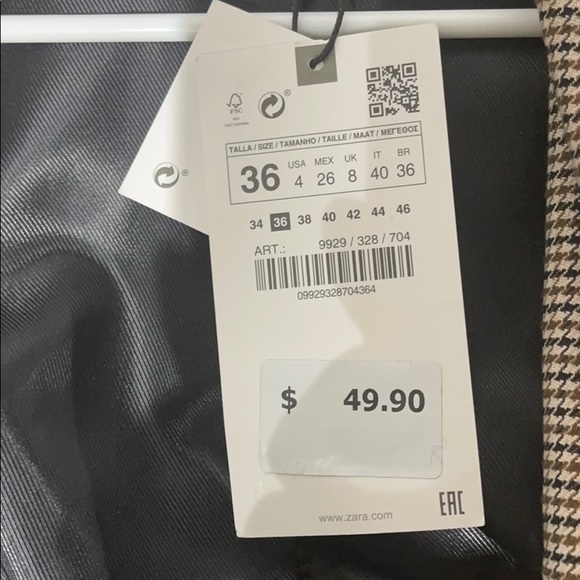 FSC
TALLA / SIZE / TAMANHO / TAILLE / MAAT / ΜΕΓΕΘΟΣ
36
USA MEX UK IT BR
4 26 8 40 36
34 36 38 40 42 44 46
ART.: 9929 / 328 / 704
09929328704364
$ 49.90
www.zara.com
EAC